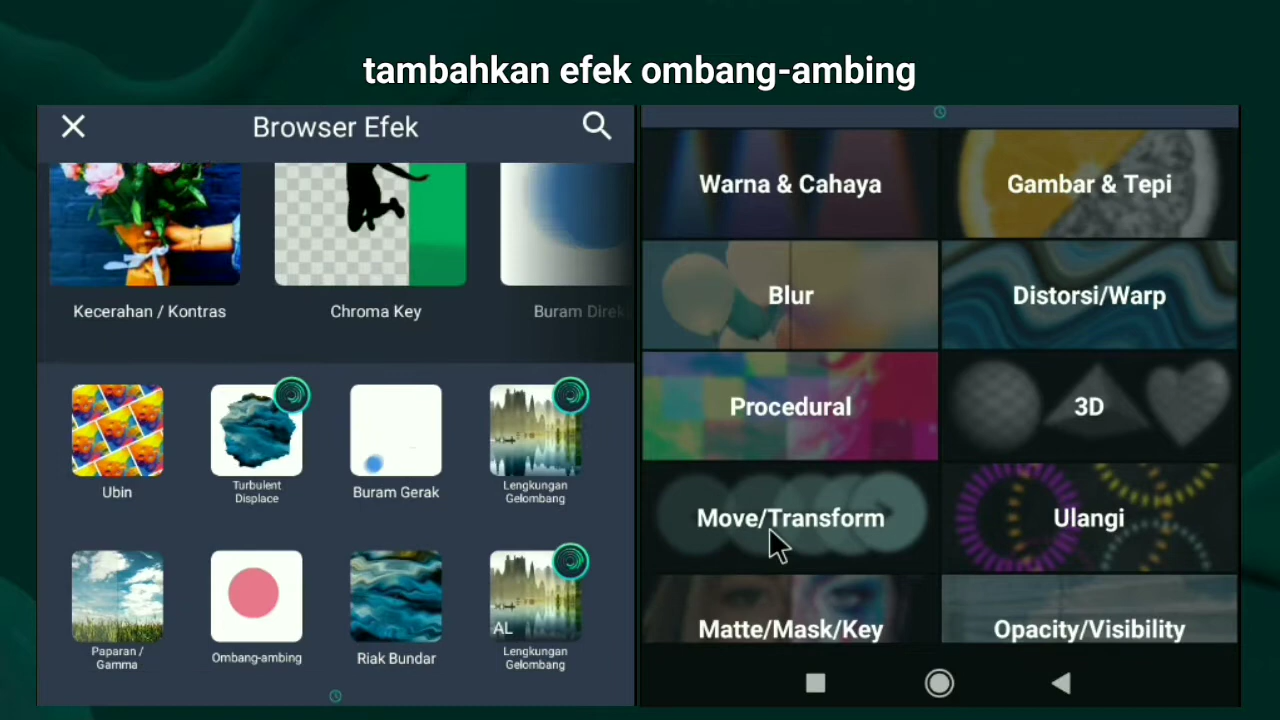 tambahkan efek ombang-ambing
Browser Efek
Kecerahan / Kontras
Chroma Key
Buram Direk
Ubin
Turbulent
Displace
Buram Gerak
Lengkungan
Gelombang
Paparan /
Gamma
Ombang-ambing
Riak Bundar
AL
Lengkungan
Gelombang
Warna & Cahaya
Gambar & Tepi
Blur
Distorsi/Warp
Procedural
3D
Move/Transform
Ulangi
Matte/Mask/Key
Opacity/Visibility